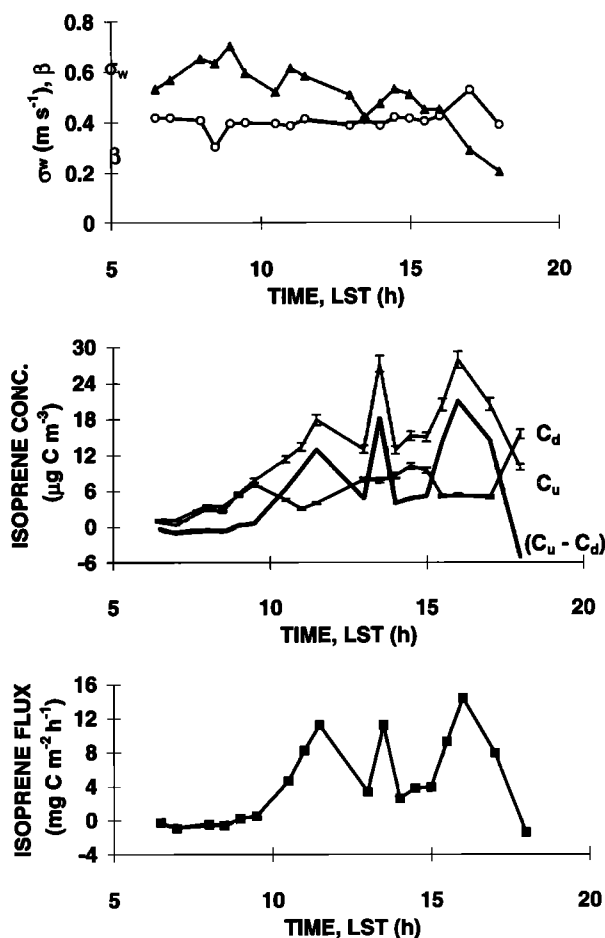 0.8
0.6
0.4
0.2
0
σw (m s-1), β
σw
β
5 10 15 20
TIME, LST (h)
30
24
18
12
6
0
-6
ISOPRENE CONC.
(µg C m-3)
Cd
Cu
(Cu - Cd)
5 10 15 20
TIME, LST (h)
16
12
8
4
0
-4
ISOPRENE FLUX
(mg C m-2 h-1)
5 10 15 20
TIME, LST (h)